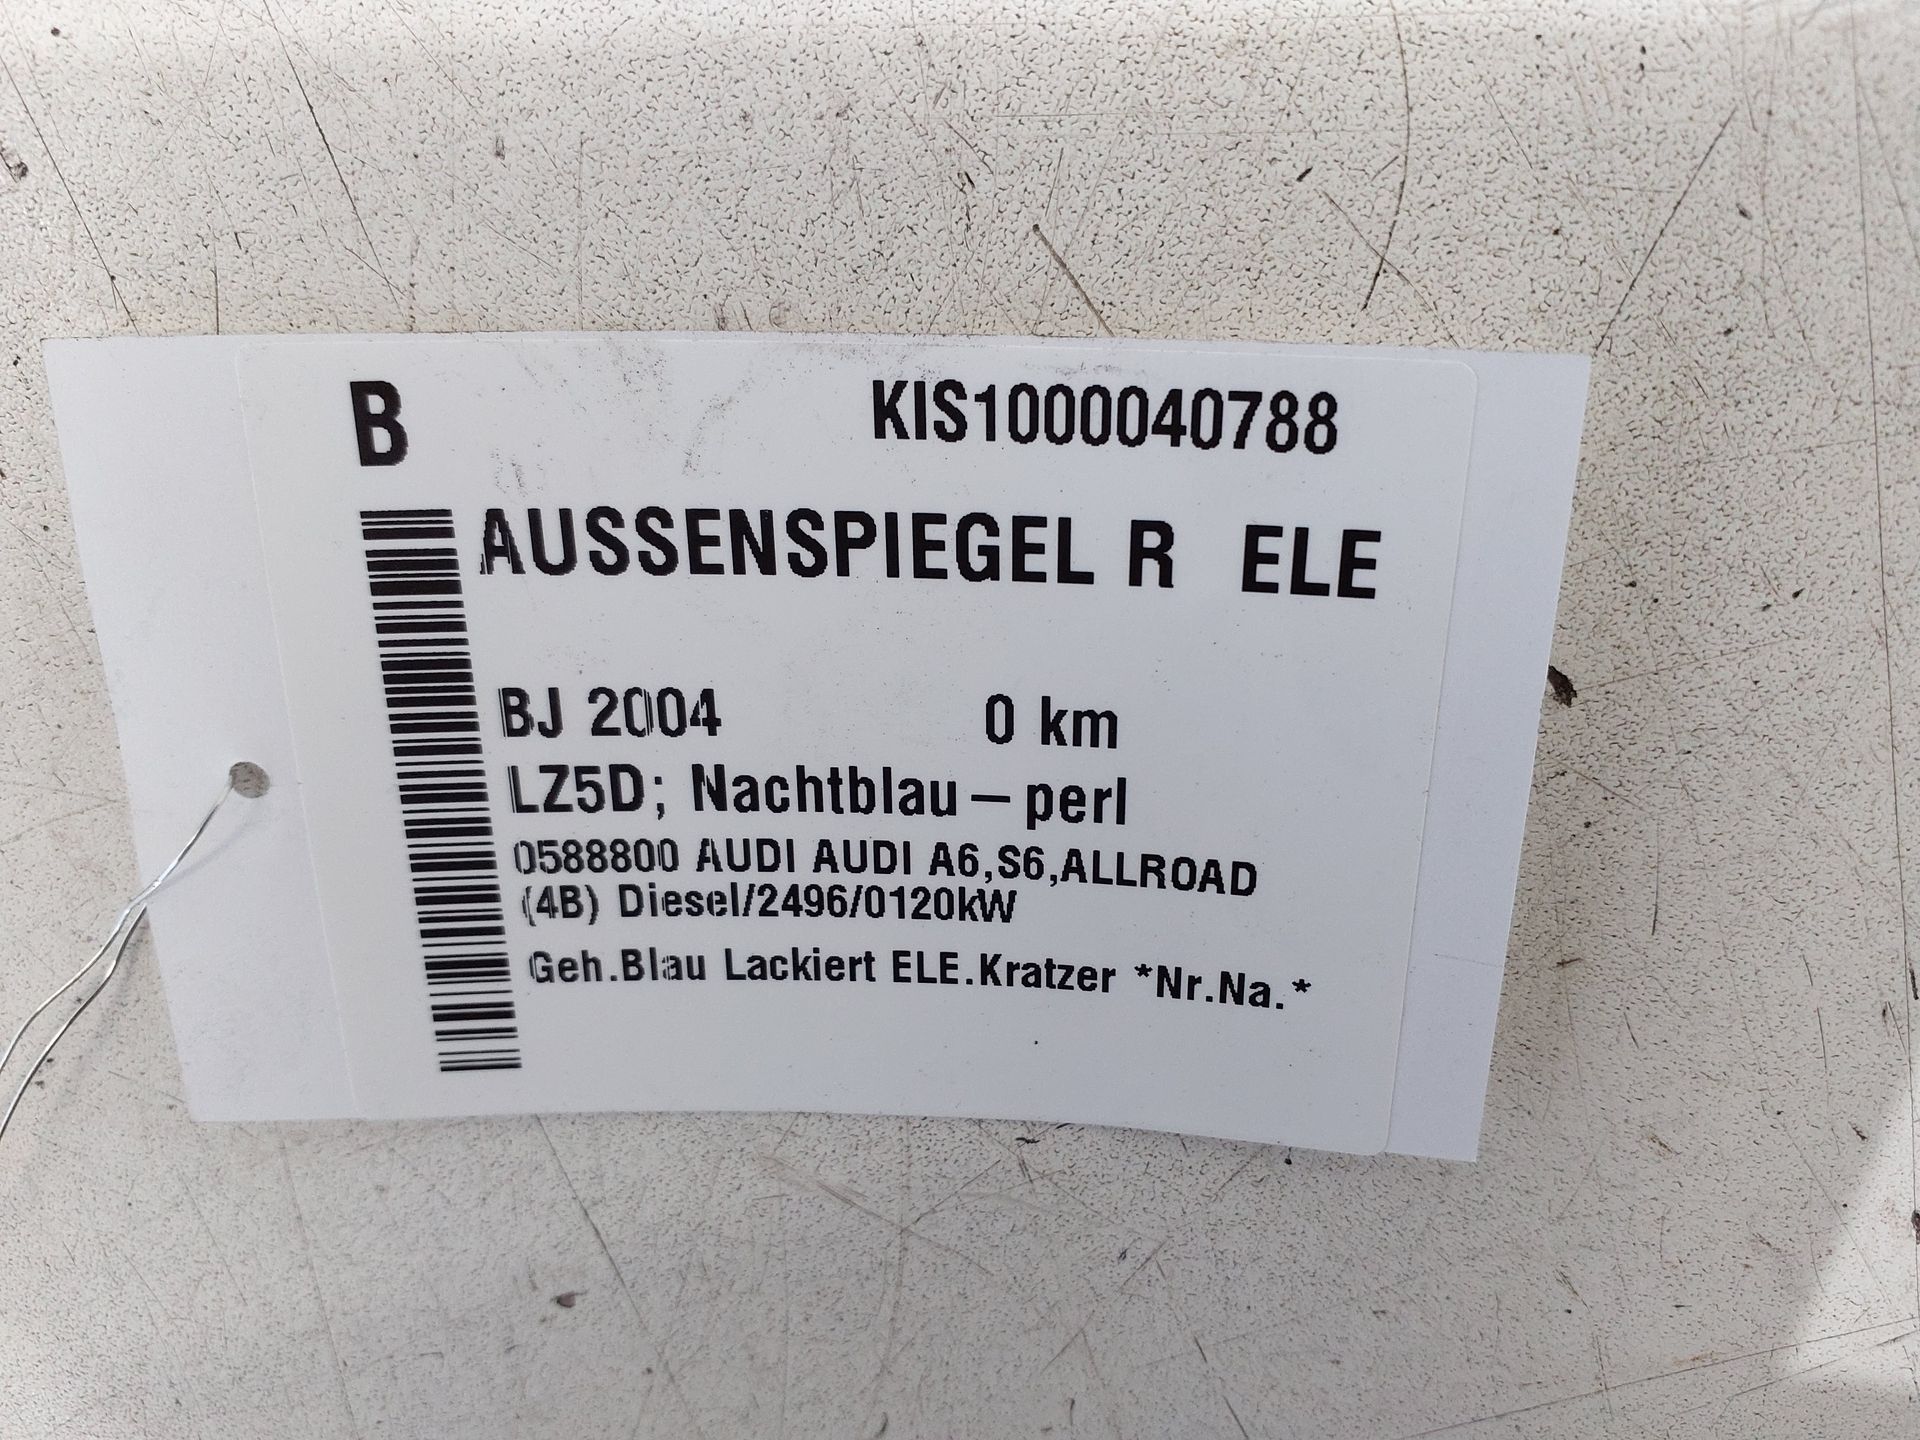 B KIS1000040788
AUSSENSPIEGEL R ELE
BJ 2004 0 km
LZ5D; Nachtblau-perl
0588800 AUDI AUDI A6,S6,ALLROAD
(4B) Diesel/2496/0120kW
Geh.Blau Lackiert ELE.Kratzer *Nr.Na.*